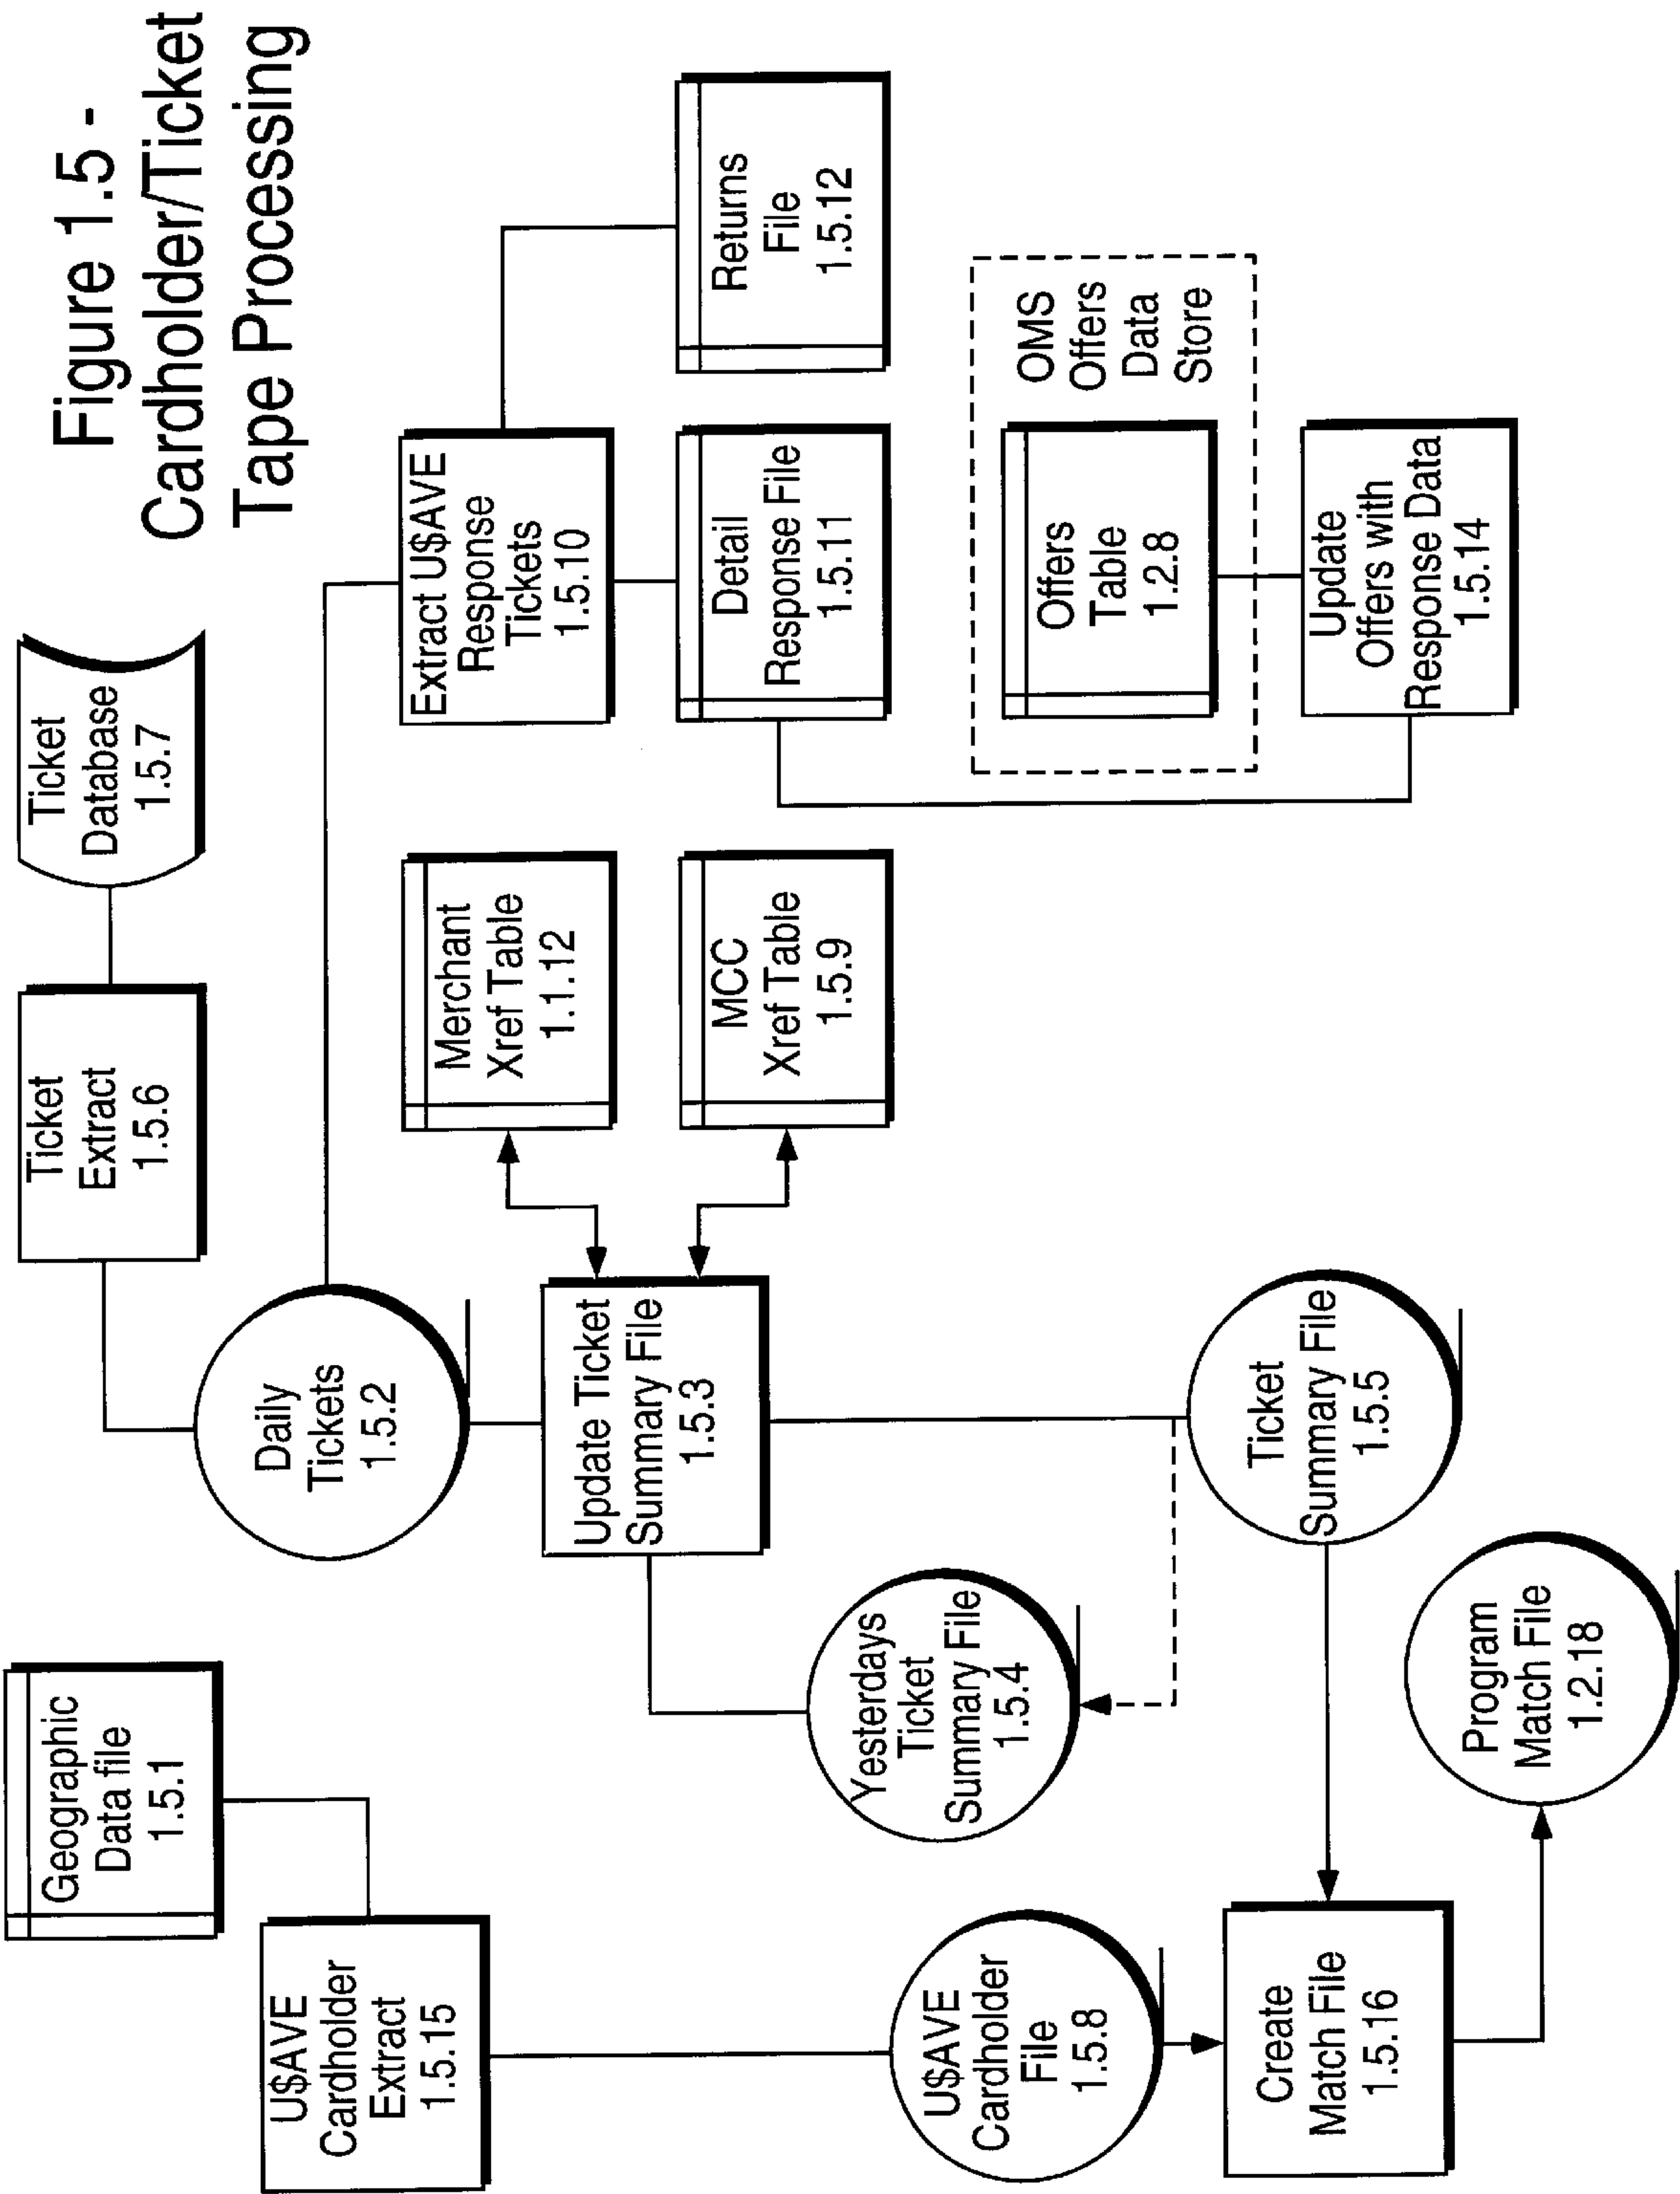 Figure 1.5 -
Cardholder/Ticket
Tape Processing
Geographic
Data file
1.5.1
Ticket
Extract
1.5.6
Ticket
Database
1.5.7
U$AVE
Cardholder
Extract
1.5.15
Daily
Tickets
1.5.2
Update Ticket
Summary File
1.5.3
Merchant
Xref Table
1.1.12
MCC
Xref Table
1.5.9
Extract U$AVE
Response
Tickets
1.5.10
Detail
Response File
1.5.11
Returns
File
1.5.12
Yesterdays
Ticket
Summary File
1.5.4
OMS
Offers
Data
Store
Offers
Table
1.2.8
Update
Offers with
Response Data
1.5.14
U$AVE
Cardholder
File
1.5.8
Ticket
Summary File
1.5.5
Create
Match File
1.5.16
Program
Match File
1.2.18